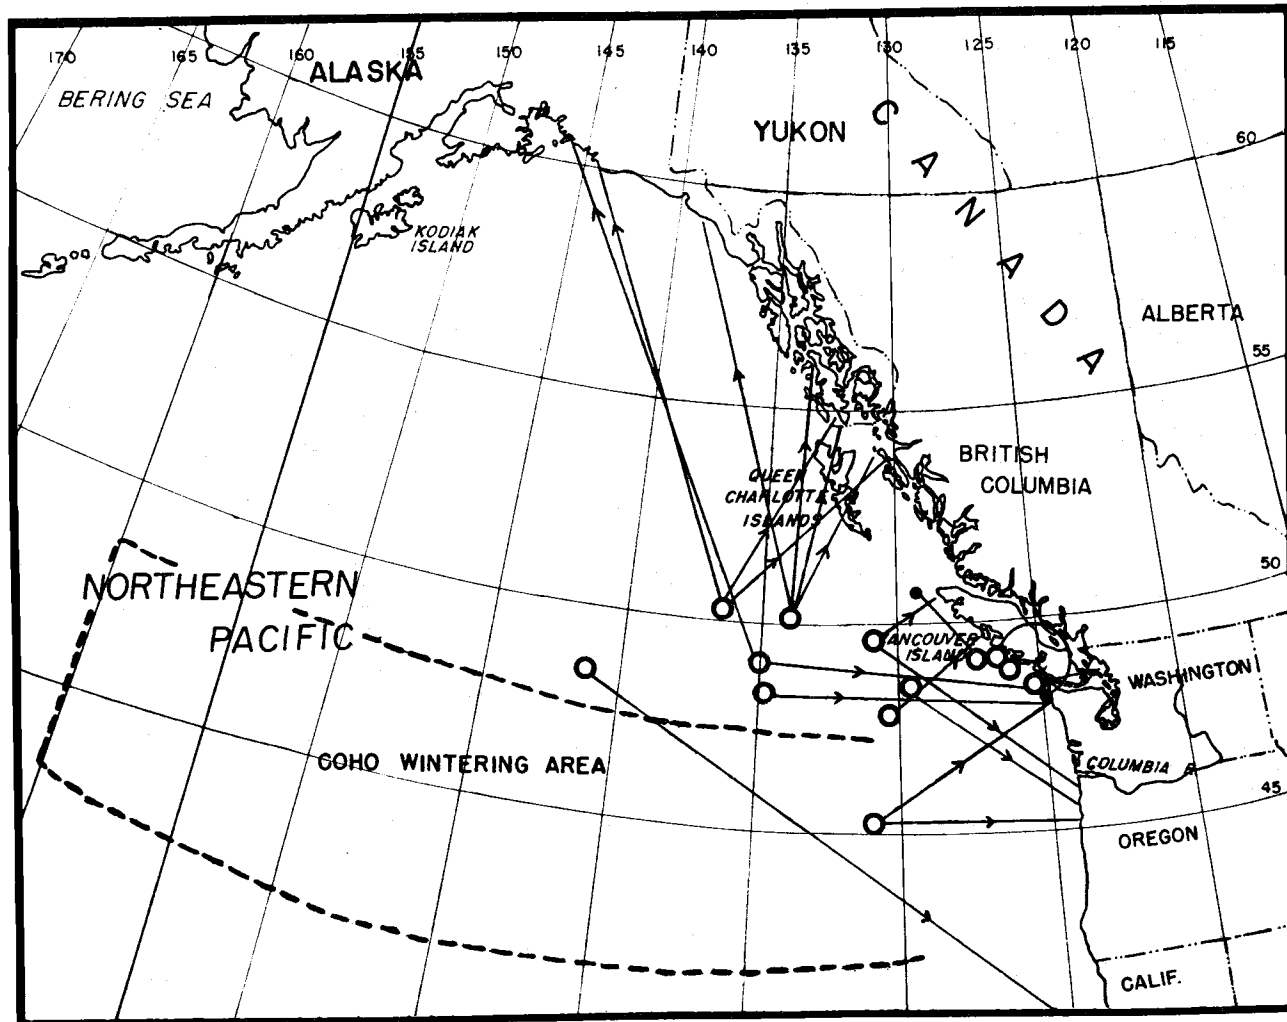 170
165
160
155
150
145
140
135
130
125
120
115
BERING SEA
ALASKA
YUKON
CANADA
60
KODIAK
ISLAND
ALBERTA
55
BRITISH
COLUMBIA
QUEEN
CHARLOTTE
ISLANDS
50
NORTHEASTERN
PACIFIC
VANCOUVER
ISLAND
WASHINGTON
COHO WINTERING AREA
COLUMBIA R
45
OREGON
CALIF.